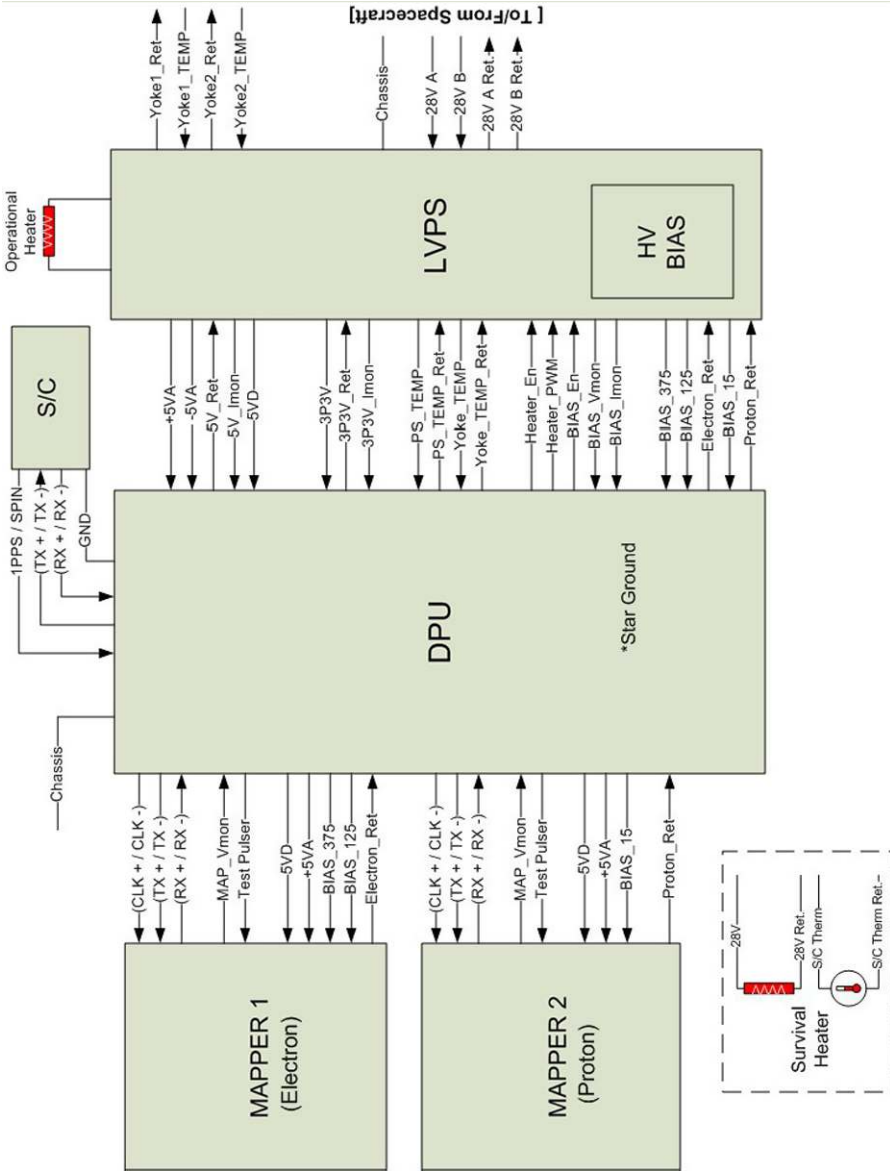 [ To/From Spacecraft]
Yoke1_Ret
Yoke1_TEMP
Yoke2_Ret
Yoke2_TEMP
Chassis
28V A
28V B
28V A Ret.
28V B Ret.
Operational
Heater
LVPS
HV
BIAS
S/C
1PPS / SPIN
(TX + / TX -)
(RX + / RX -)
GND
+5VA
-5VA
5V_Ret
5V_Imon
5VD
3P3V
3P3V_Ret
3P3V_Imon
PS_TEMP
PS_TEMP_Ret
Yoke_TEMP
Yoke_TEMP_Ret
Heater_En
Heater_PWM
BIAS_En
BIAS_Vmon
BIAS_Imon
BIAS_375
BIAS_125
Electron_Ret
BIAS_15
Proton_Ret
DPU
*Star Ground
Chassis
(CLK + / CLK -)
(TX + / TX -)
(RX + / RX -)
MAP_Vmon
Test Pulser
5VD
+5VA
BIAS_375
BIAS_125
Electron_Ret
(CLK + / CLK -)
(TX + / TX -)
(RX + / RX -)
MAP_Vmon
Test Pulser
5VD
+5VA
BIAS_15
Proton_Ret
MAPPER 1
(Electron)
MAPPER 2
(Proton)
28V
28V Ret.
S/C Therm
S/C Therm Ret.
Survival
Heater